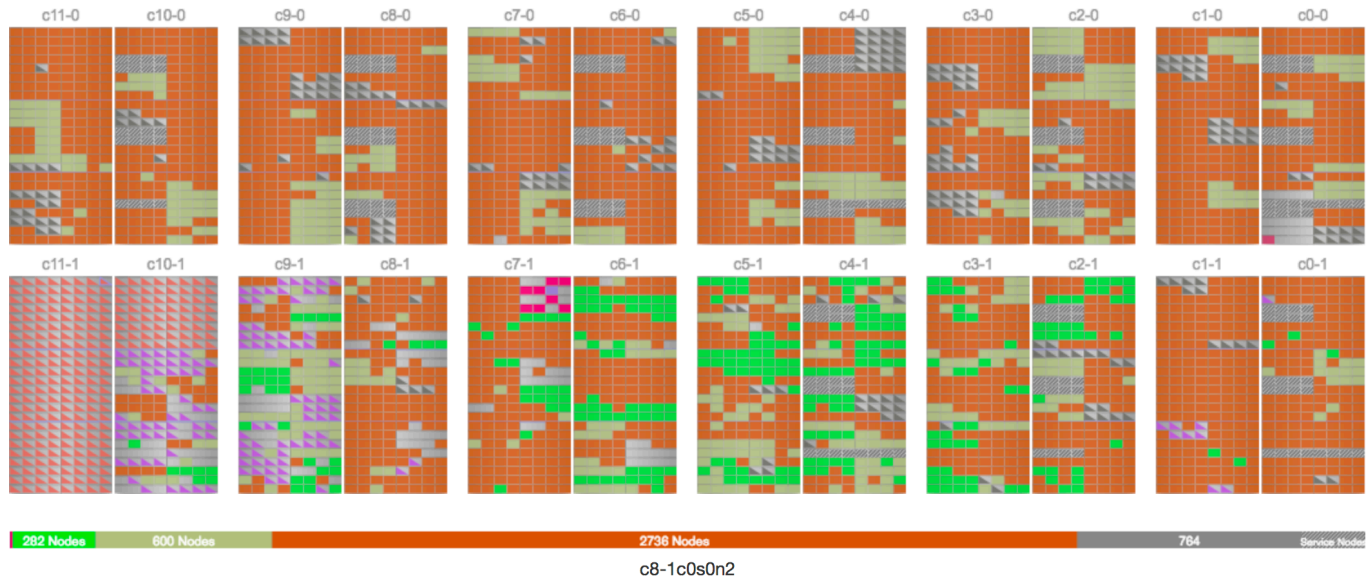 c11-0 c10-0 c9-0 c8-0 c7-0 c6-0 c5-0 c4-0 c3-0 c2-0 c1-0 c0-0
c11-1 c10-1 c9-1 c8-1 c7-1 c6-1 c5-1 c4-1 c3-1 c2-1 c1-1 c0-1
282 Nodes 600 Nodes 2736 Nodes 764 Service Nodes
c8-1c0s0n2